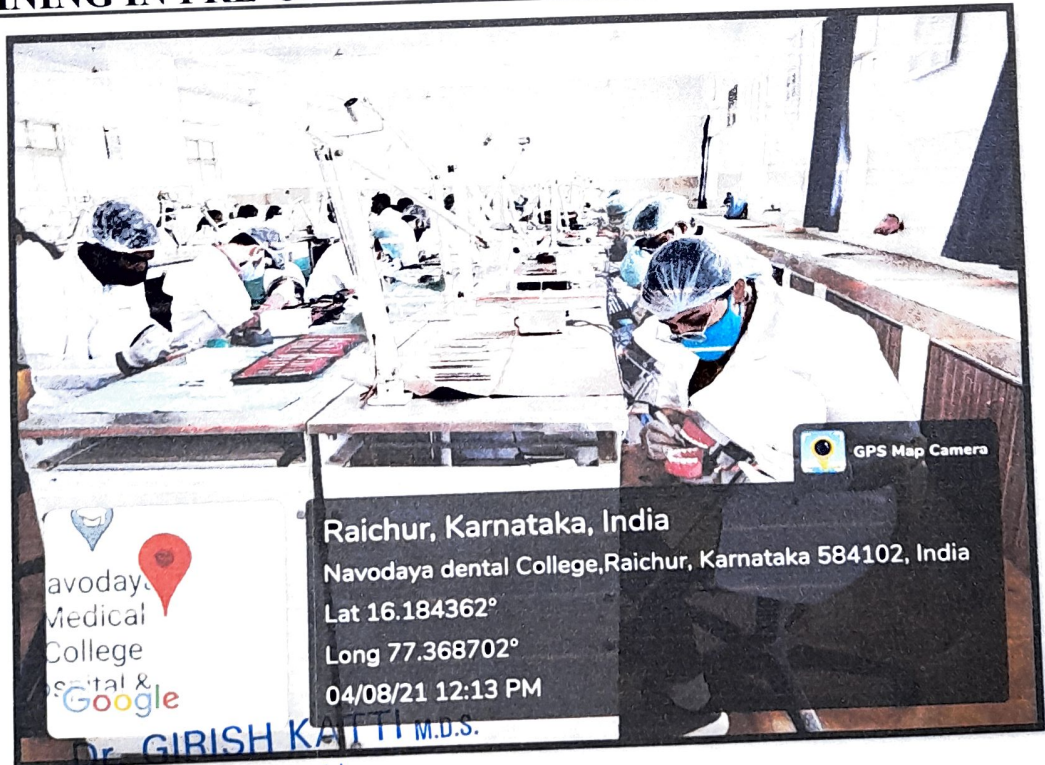 GPS Map Camera
Raichur, Karnataka, India
Navodaya dental College,Raichur, Karnataka 584102, India
Lat 16.184362°
Long 77.368702°
04/08/21 12:13 PM
Medical
College
Google
Dr. GIRISH KATTI M.D.S.